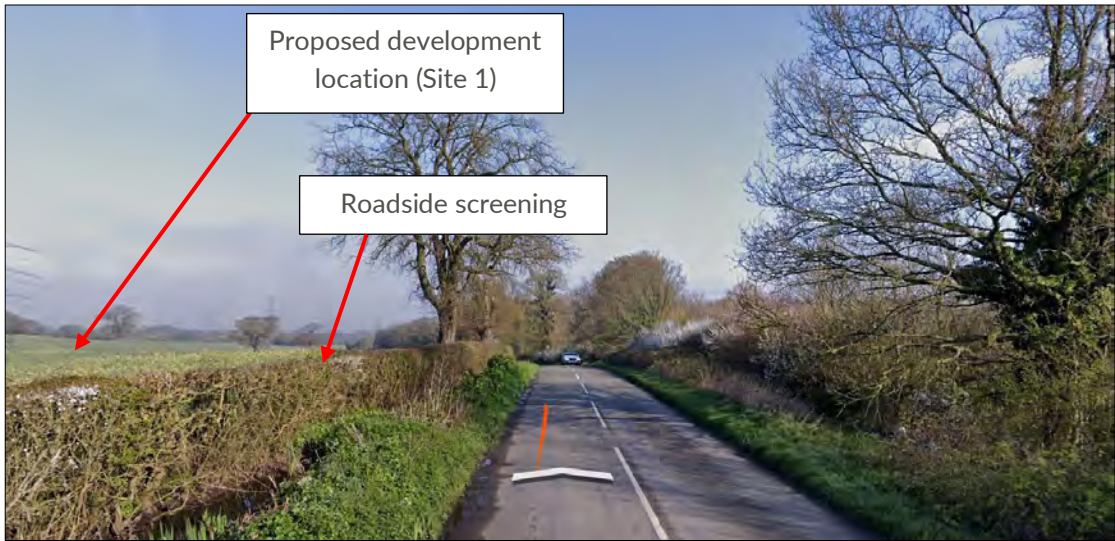 Proposed development
location (Site 1)
Roadside screening